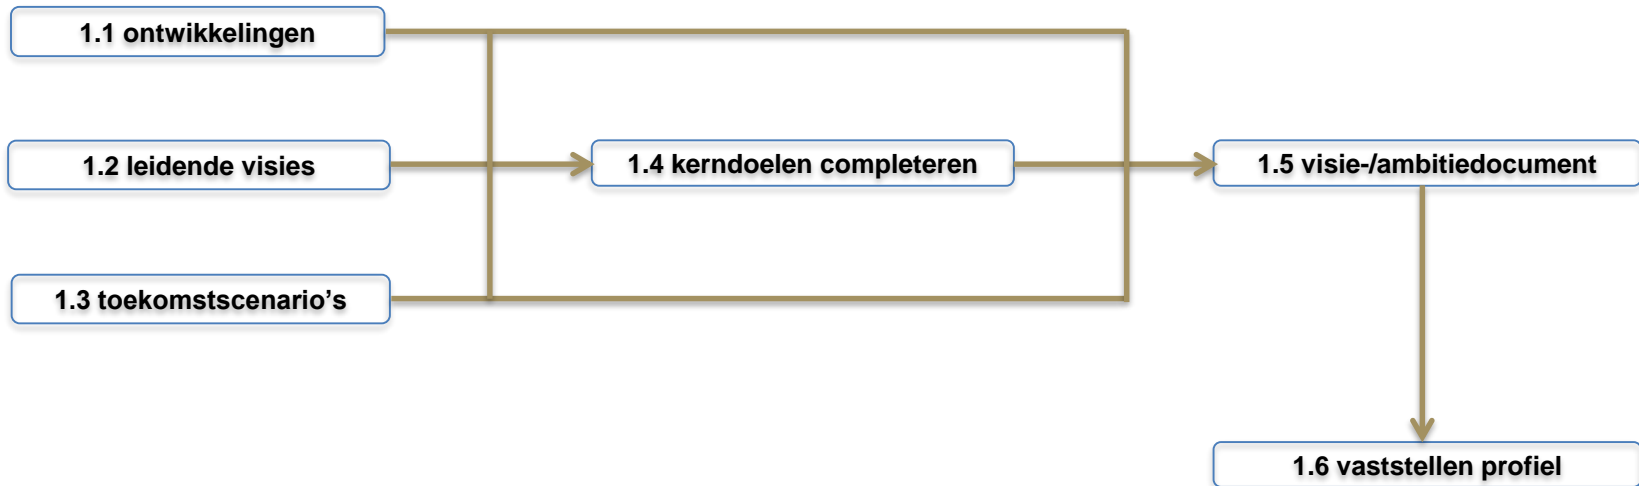 1.1 ontwikkelingen
1.2 leidende visies
1.4 kerndoelen completeren
1.5 visie-/ambitiedocument
1.3 toekomstscenario’s
1.6 vaststellen profiel